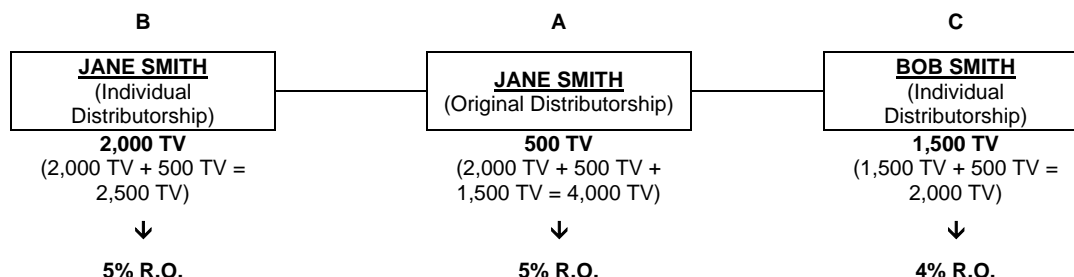 B A C
JANE SMITH
(Individual
Distributorship)
2,000 TV
(2,000 TV + 500 TV =
2,500 TV)
↓
5% R.O.
JANE SMITH
(Original Distributorship)
500 TV
(2,000 TV + 500 TV +
1,500 TV = 4,000 TV)
↓
5% R.O.
BOB SMITH
(Individual
Distributorship)
1,500 TV
(1,500 TV + 500 TV =
2,000 TV)
↓
4% R.O.